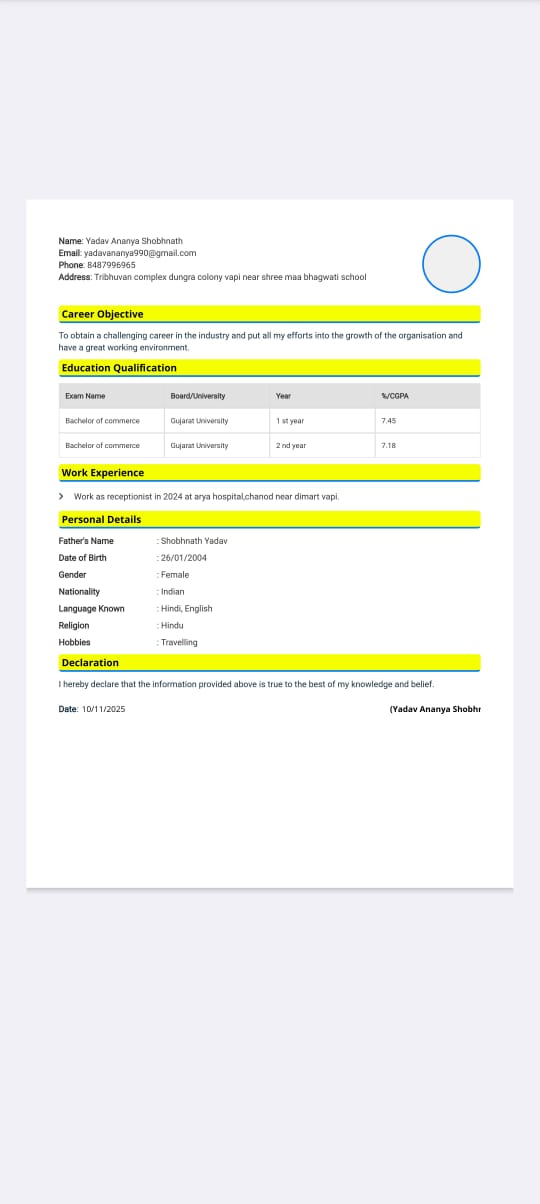 Name: Yadav Ananya Shobhnath
Email: yadavananya990@gmail.com
Phone: 8487996965
Address: Tribhuvan complex dungra colony vapi near shree maa bhagwati school
Career Objective
To obtain a challenging career in the industry and put all my efforts into the growth of the organisation and
have a great working environment.
Education Qualification
Exam Name Board/University Year %/CGPA
Bachelor of commerce Gujarat University 1 st year 7.45
Bachelor of commerce Gujarat University 2 nd year 7.18
Work Experience
Work as receptionist in 2024 at arya hospital,chanod near dimart vapi.
Personal Details
Father's Name : Shobhnath Yadav
Date of Birth : 26/01/2004
Gender : Female
Nationality : Indian
Language Known : Hindi, English
Religion : Hindu
Hobbies : Travelling
Declaration
I hereby declare that the information provided above is true to the best of my knowledge and belief.
Date: 10/11/2025 (Yadav Ananya